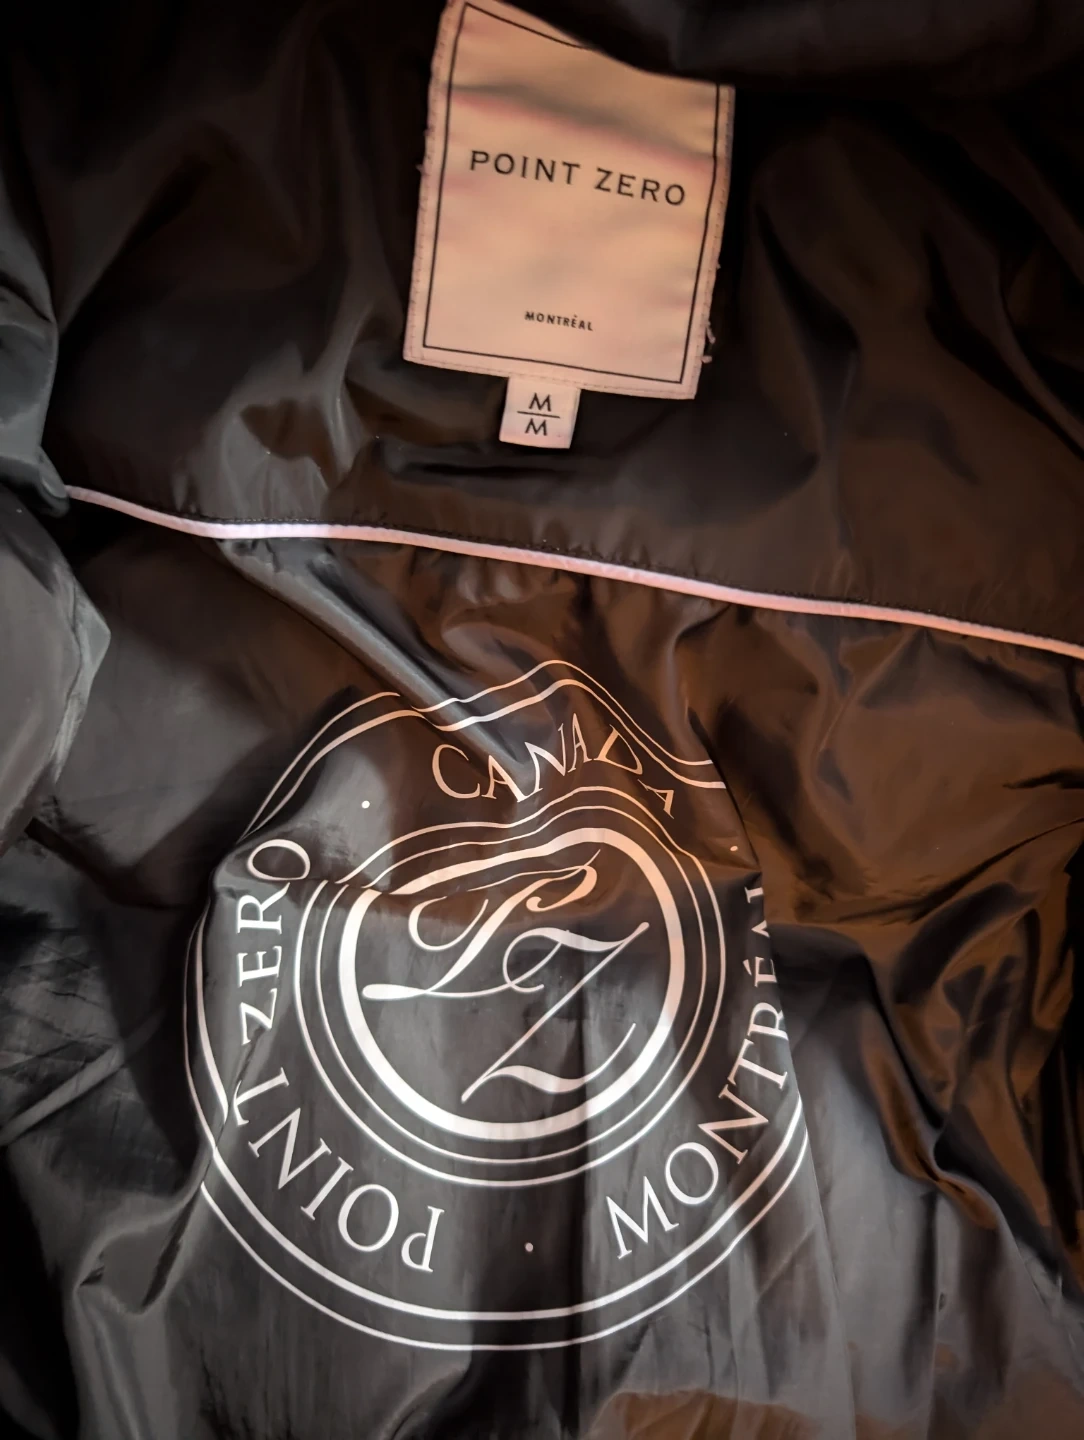 POINT ZERO
MONTRÉAL
M
M
CANADA
POINT ZERO
MONTRÉAL
PZ